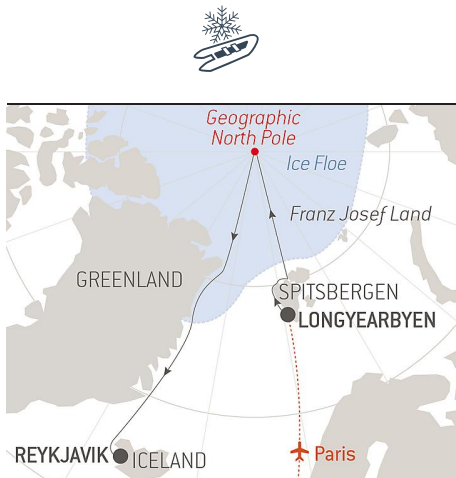 Geographic
North Pole
Ice Floe
Franz Josef Land
GREENLAND
SPITSBERGEN
LONGYEARBYEN
REYKJAVIK
ICELAND
Paris